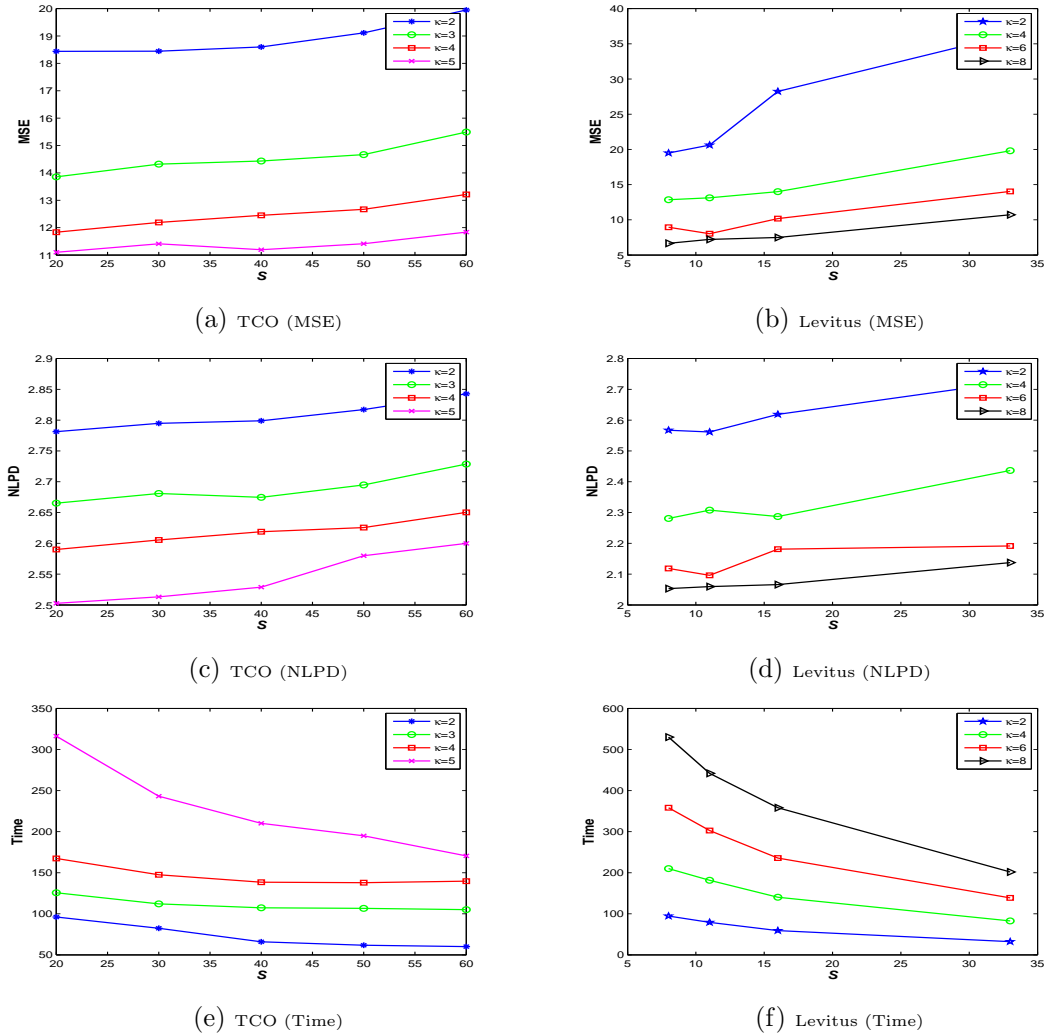 20
19
18
17
16
15
14
13
12
11
MSE
20 25 30 35 40 45 50 55 60
S
κ=2
κ=3
κ=4
κ=5
(a) TCO (MSE)
40
35
30
25
20
15
10
5
MSE
5 10 15 20 25 30 35
S
κ=2
κ=4
κ=6
κ=8
(b) Levitus (MSE)
2.9
2.85
2.8
2.75
2.7
2.65
2.6
2.55
2.5
NLPD
20 25 30 35 40 45 50 55 60
S
κ=2
κ=3
κ=4
κ=5
(c) TCO (NLPD)
2.8
2.7
2.6
2.5
2.4
2.3
2.2
2.1
2
NLPD
5 10 15 20 25 30 35
S
κ=2
κ=4
κ=6
κ=8
(d) Levitus (NLPD)
350
300
250
200
150
100
50
Time
20 25 30 35 40 45 50 55 60
S
κ=2
κ=3
κ=4
κ=5
(e) TCO (Time)
600
500
400
300
200
100
0
Time
5 10 15 20 25 30 35
S
κ=2
κ=4
κ=6
κ=8
(f) Levitus (Time)